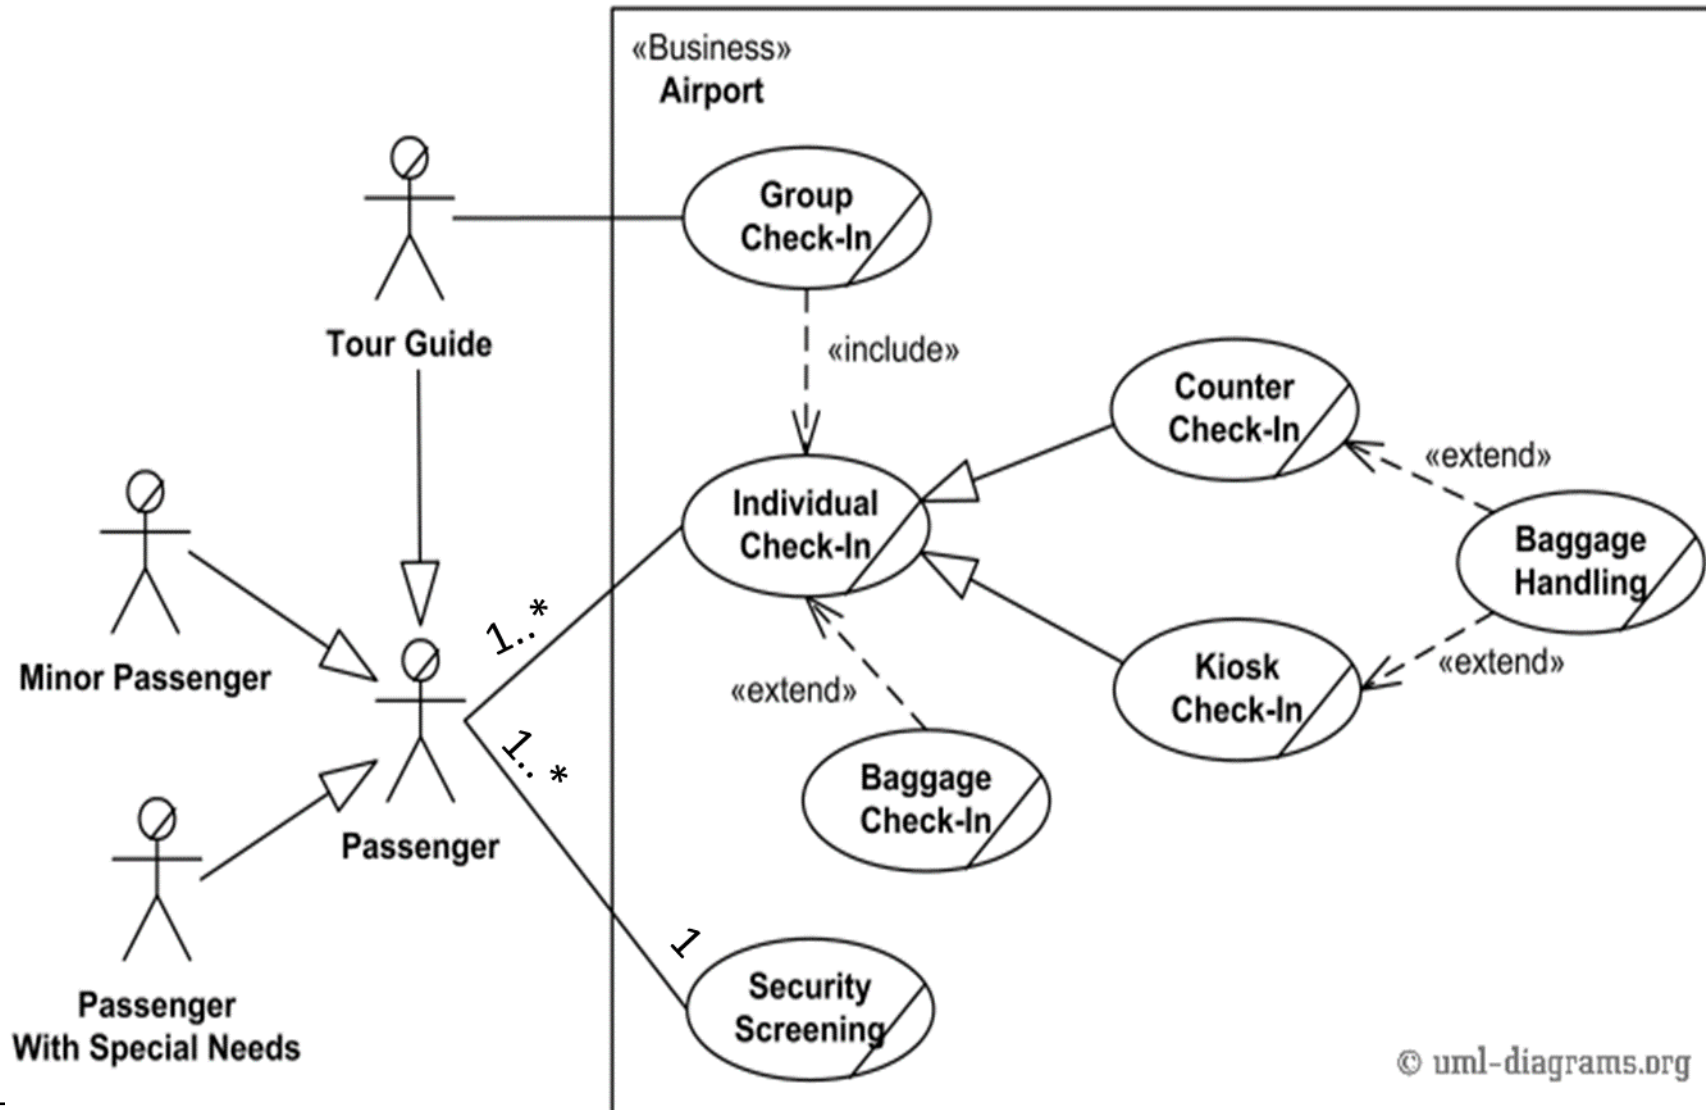 «Business»
Airport
Group
Check-In
Tour Guide
«include»
Counter
Check-In
«extend»
Individual
Check-In
Baggage
Handling
1..*
Minor Passenger
«extend»
Kiosk
Check-In
«extend»
1..*
Passenger
Baggage
Check-In
1
Security
Screening
Passenger
With Special Needs
© uml-diagrams.org